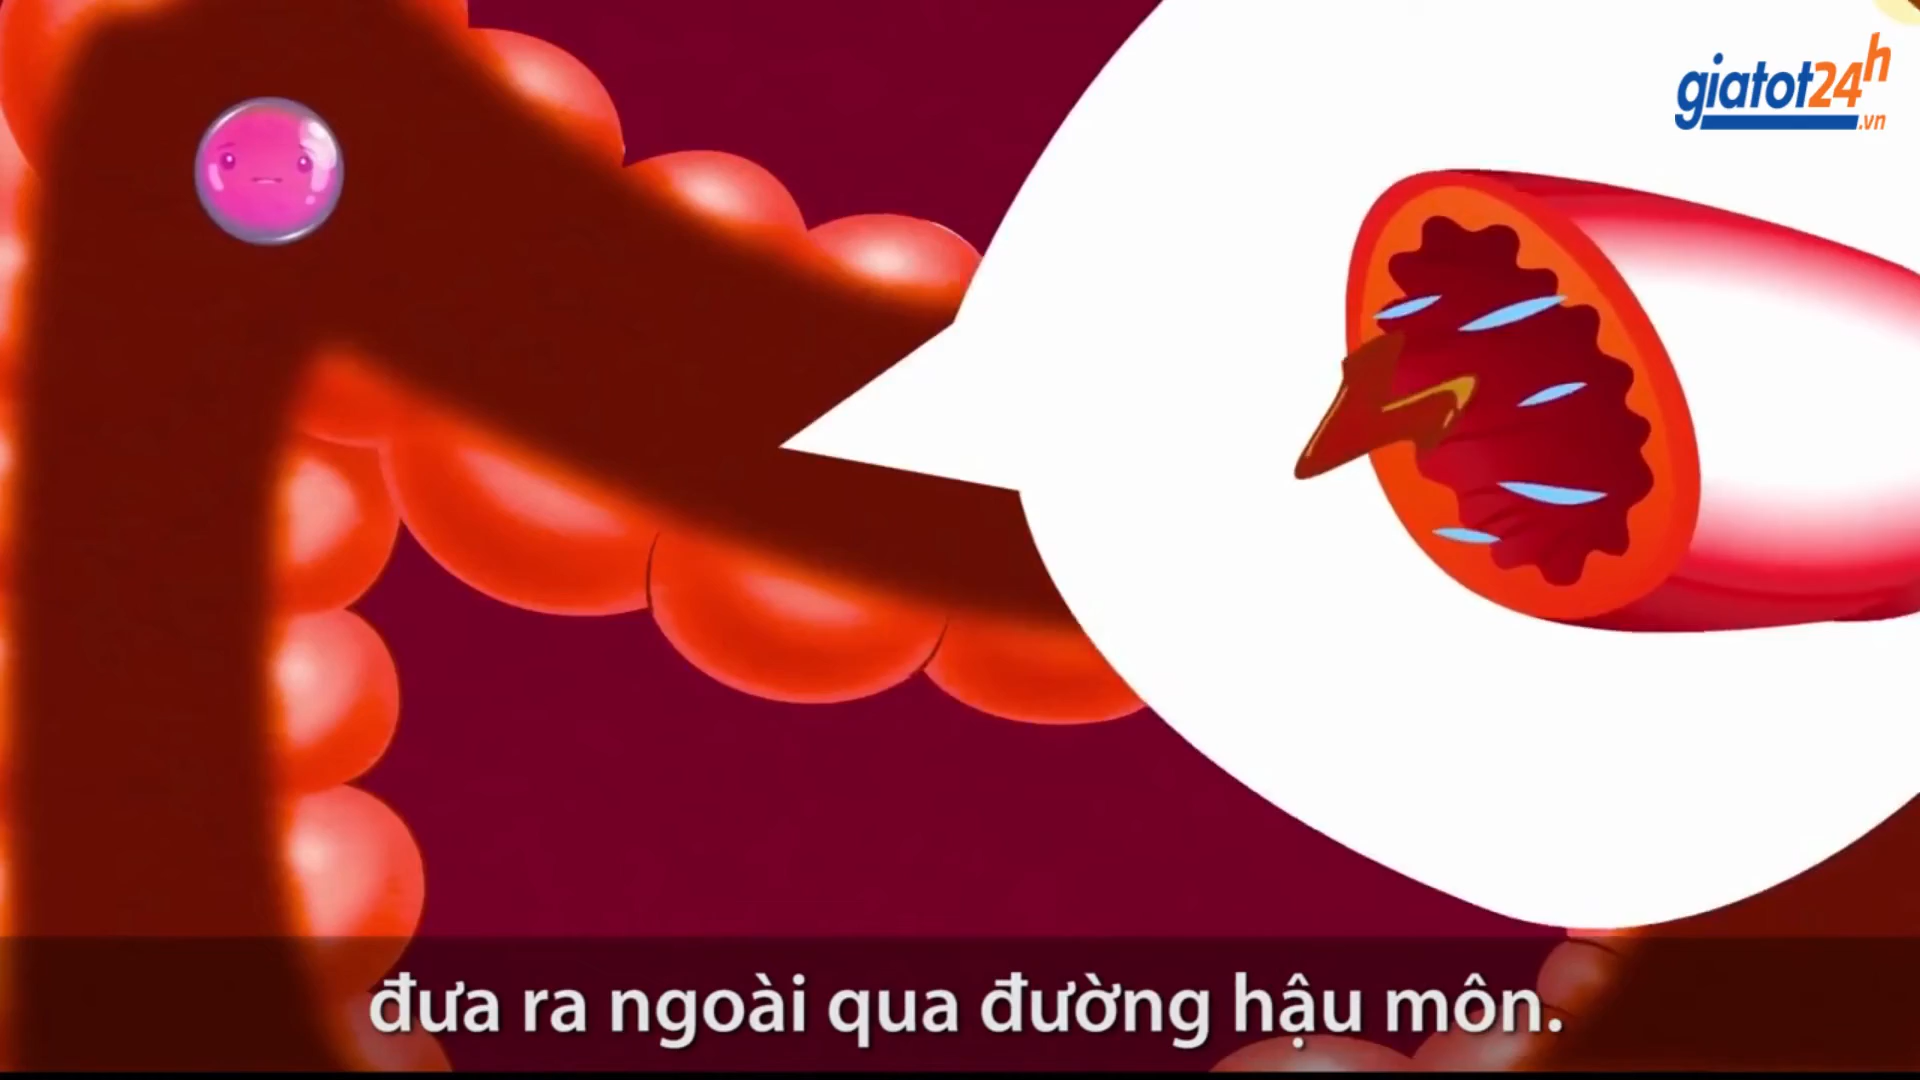 giatot24h
.vn
đưa ra ngoài qua đường hậu môn.